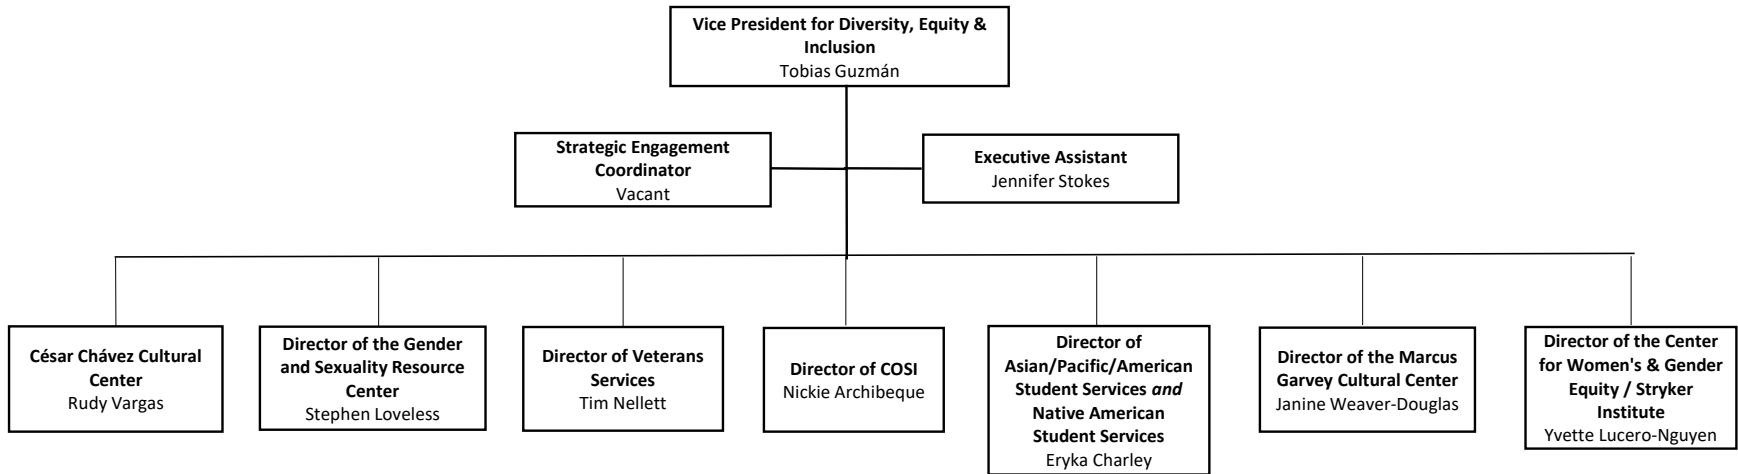 Vice President for Diversity, Equity &
Inclusion
Tobias Guzmán
Strategic Engagement
Coordinator
Vacant
Executive Assistant
Jennifer Stokes
César Chávez Cultural
Center
Rudy Vargas
Director of the Gender
and Sexuality Resource
Center
Stephen Loveless
Director of Veterans
Services
Tim Nellett
Director of COSI
Nickie Archibeque
Director of
Asian/Pacific/American
Student Services and
Native American
Student Services
Eryka Charley
Director of the Marcus
Garvey Cultural Center
Janine Weaver-Douglas
Director of the Center
for Women's & Gender
Equity / Stryker
Institute
Yvette Lucero-Nguyen